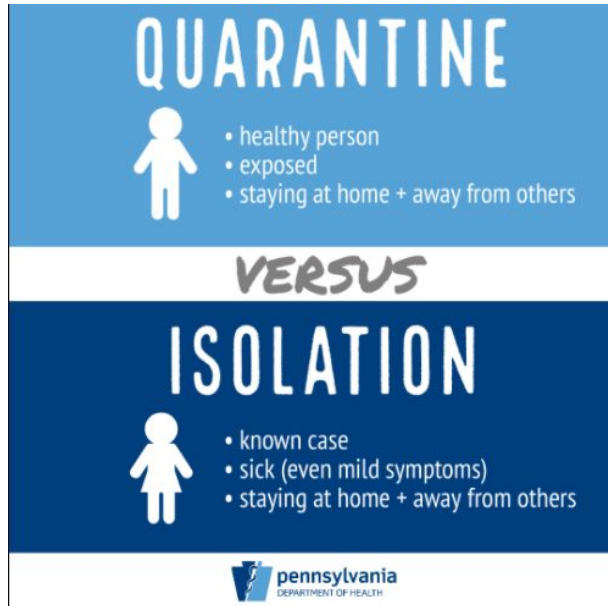 QUARANTINE
• healthy person
• exposed
• staying at home + away from others
VERSUS
ISOLATION
• known case
• sick (even mild symptoms)
• staying at home + away from others
pennsylvania
DEPARTMENT OF HEALTH